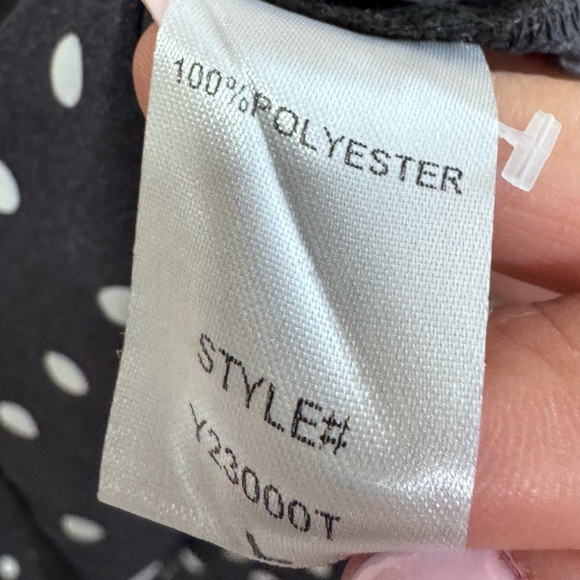 100%POLYESTER
STYLE#
Y23000T
L